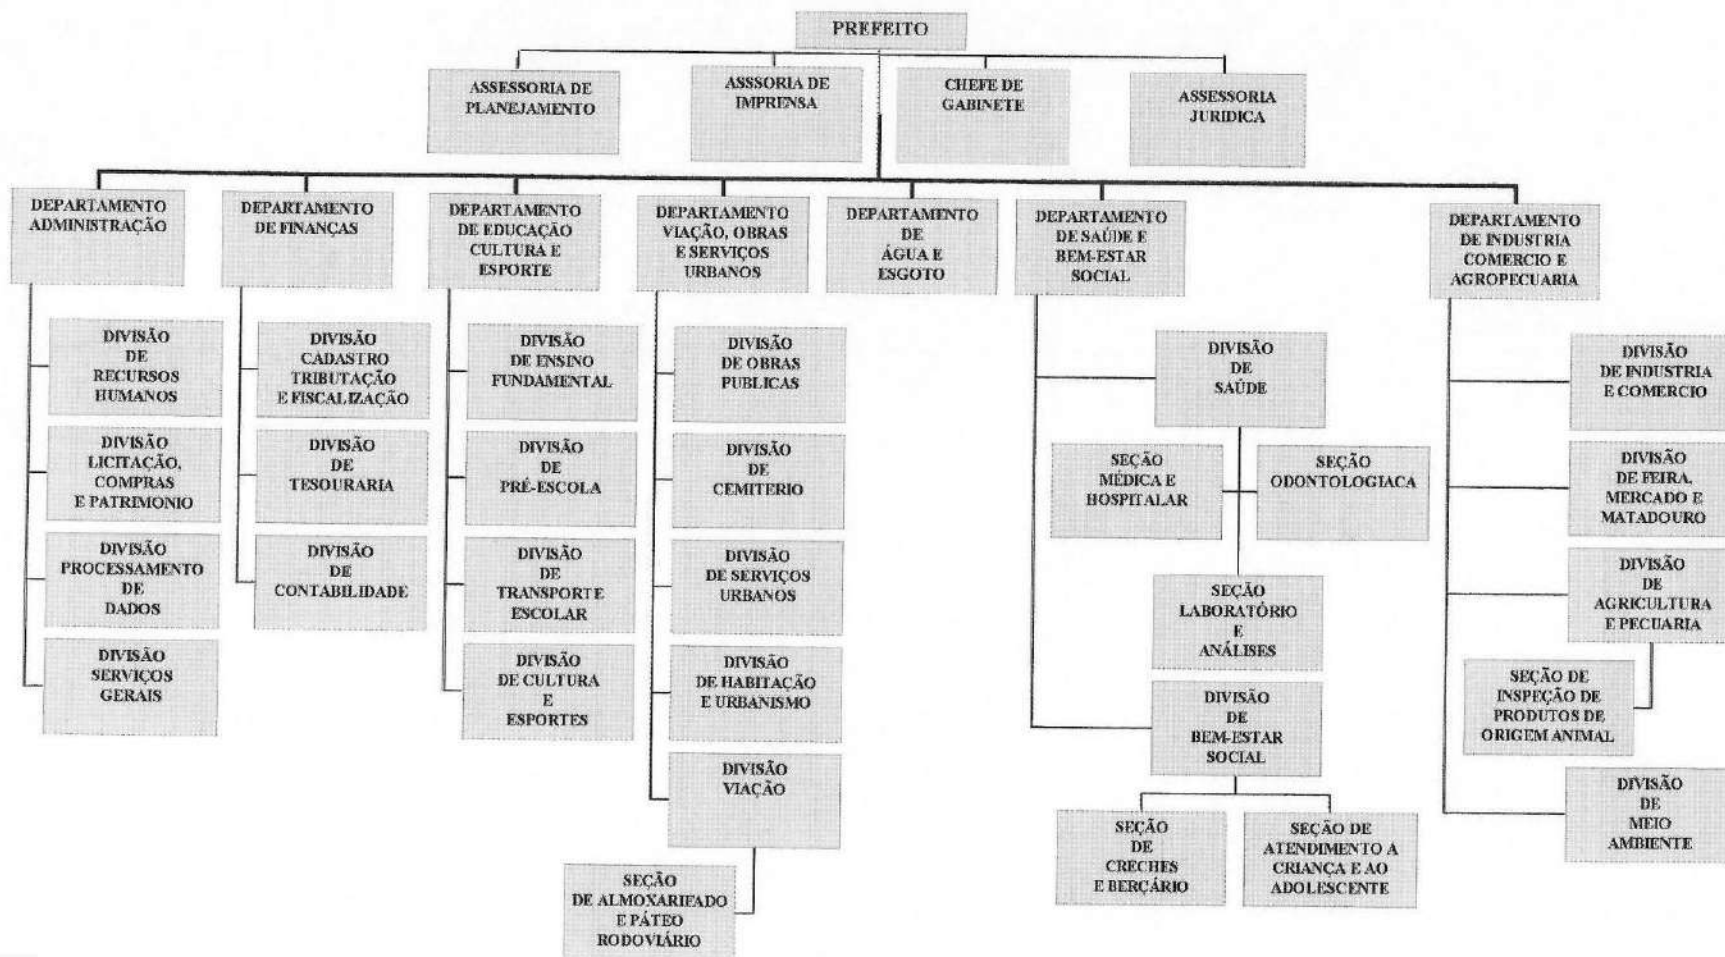 PREFEITO
ASSESSORIA DE
PLANEJAMENTO
ASSSORIA DE
IMPRENSA
CHEFE DE
GABINETE
ASSESSORIA
JURIDICA
DEPARTAMENTO
ADMINISTRAÇÃO
DEPARTAMENTO
DE FINANÇAS
DEPARTAMENTO
DE EDUCAÇÃO
CULTURA E
ESPORTE
DEPARTAMENTO
VIAÇÃO, OBRAS
E SERVIÇOS
URBANOS
DEPARTAMENTO
DE
ÁGUA E
ESGOTO
DEPARTAMENTO
DE SAÚDE E
BEM-ESTAR
SOCIAL
DEPARTAMENTO
DE INDUSTRIA
COMERCIO E
AGROPECUARIA
DIVISÃO
DE
RECURSOS
HUMANOS
DIVISÃO
LICITAÇÃO,
COMPRAS
E PATRIMONIO
DIVISÃO
PROCESSAMENTO
DE
DADOS
DIVISÃO
SERVIÇOS
GERAIS
DIVISÃO
CADASTRO
TRIBUTAÇÃO
E FISCALIZAÇÃO
DIVISÃO
DE
TESOURARIA
DIVISÃO
DE
CONTABILIDADE
DIVISÃO
DE ENSINO
FUNDAMENTAL
DIVISÃO
DE
PRÉ-ESCOLA
DIVISÃO
DE
TRANSPORTE
ESCOLAR
DIVISÃO
DE CULTURA
E
ESPORTES
DIVISÃO
DE OBRAS
PUBLICAS
DIVISÃO
DE
CEMITERIO
DIVISÃO
DE SERVIÇOS
URBANOS
DIVISÃO
DE HABITAÇÃO
E URBANISMO
DIVISÃO
VIAÇÃO
SEÇÃO
DE ALMOXARIFADO
E PÁTEO
RODOVIÁRIO
DIVISÃO
DE
SAÚDE
SEÇÃO
MÉDICA E
HOSPITALAR
SEÇÃO
ODONTOLOGIACA
SEÇÃO
LABORATÓRIO
E
ANÁLISES
DIVISÃO
DE
BEM-ESTAR
SOCIAL
SEÇÃO
DE
CRECHES
E BERÇÁRIO
SEÇÃO DE
ATENDIMENTO A
CRIANÇA E AO
ADOLESCENTE
DIVISÃO
DE INDUSTRIA
E COMERCIO
DIVISÃO
DE FEIRA,
MERCADO E
MATADOURO
DIVISÃO
DE
AGRICULTURA
E PECUARIA
SEÇÃO DE
INSPEÇÃO DE
PRODUTOS DE
ORIGEM ANIMAL
DIVISÃO
DE
MEIO
AMBIENTE